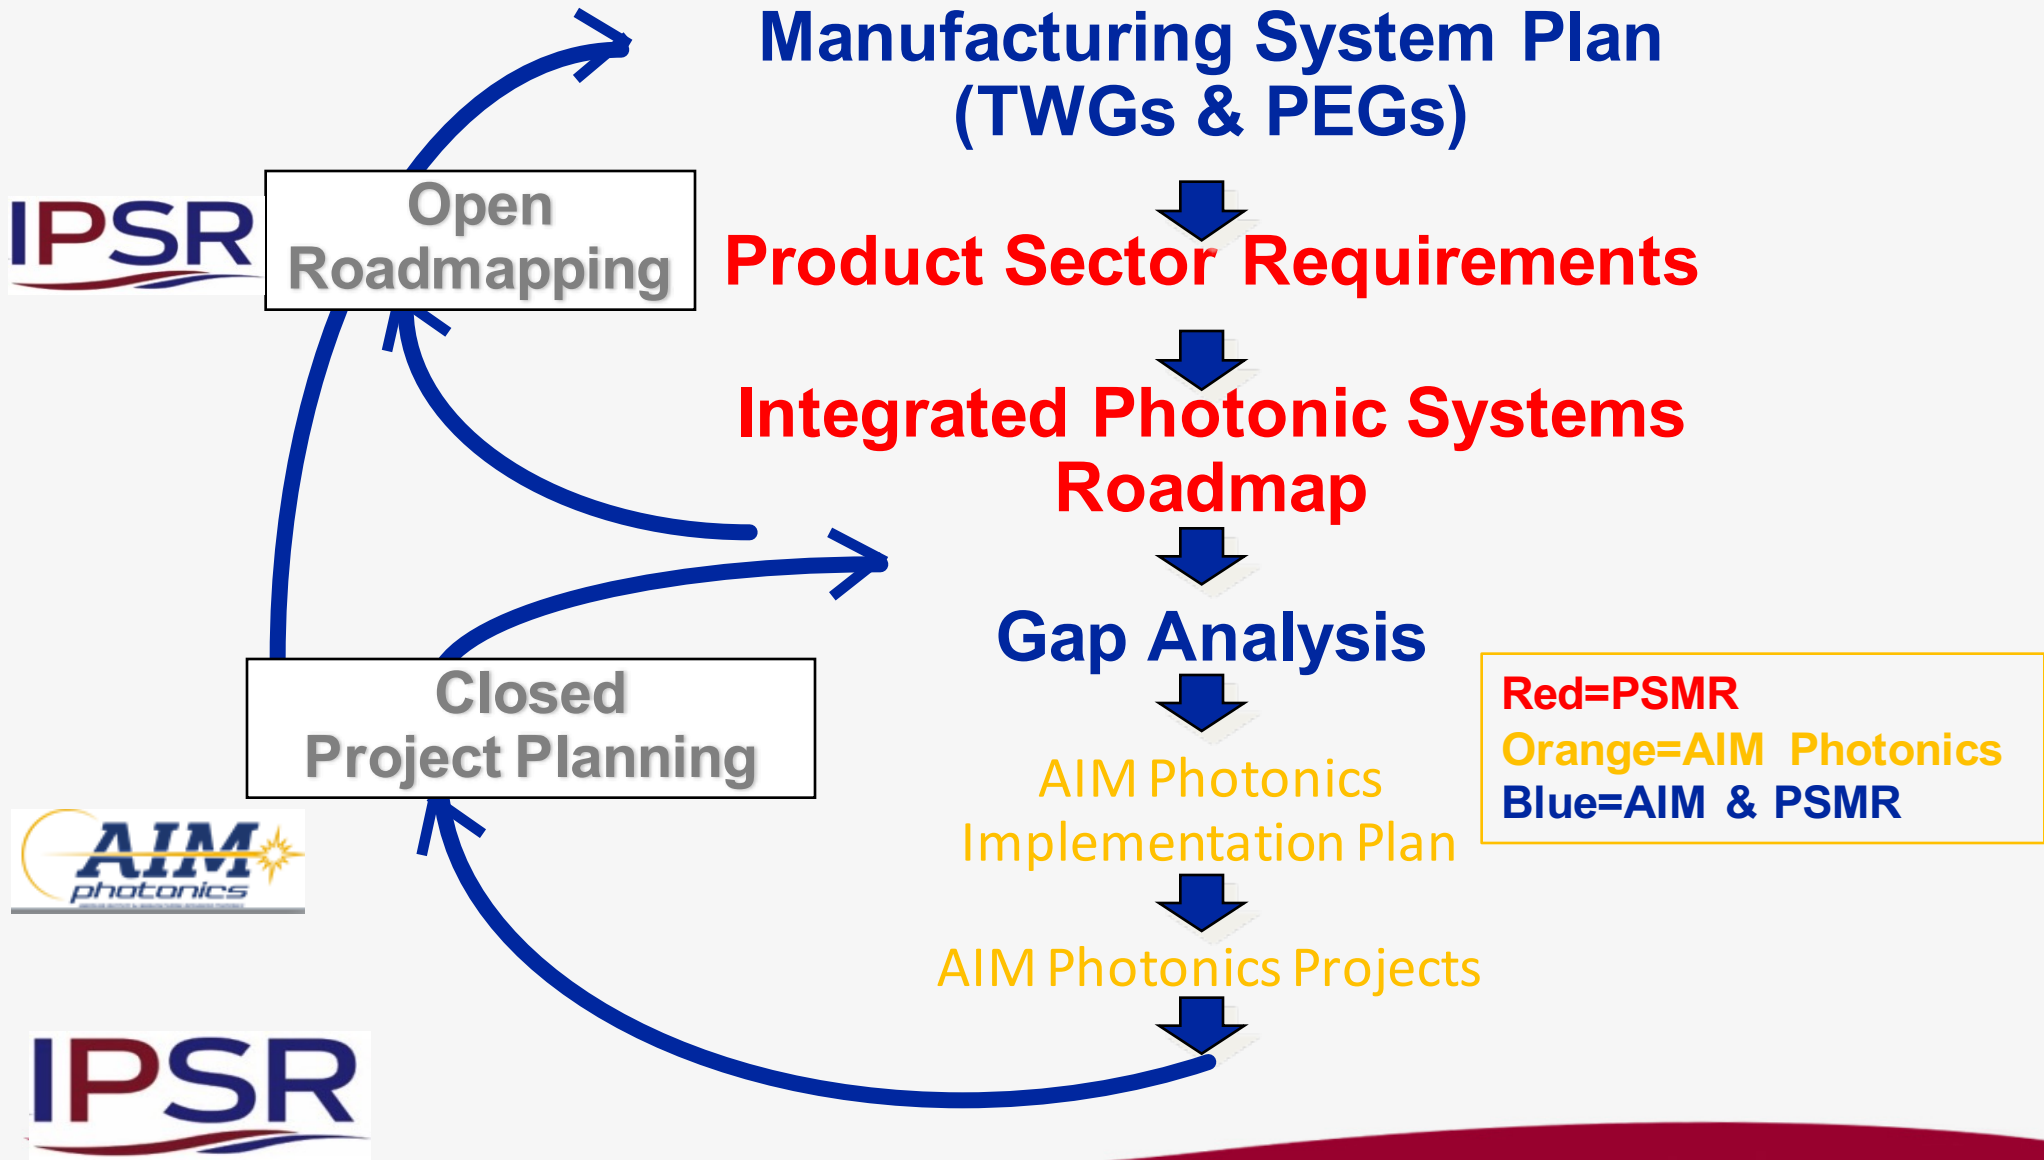 Manufacturing System Plan
(TWGs & PEGs)
IPSR
Open
Roadmapping
Product Sector Requirements
Integrated Photonic Systems
Roadmap
Gap Analysis
Closed
Project Planning
Red=PSMR
Orange=AIM Photonics
Blue=AIM & PSMR
AIM Photonics
Implementation Plan
AIM
photonics
AIM Photonics Projects
IPSR